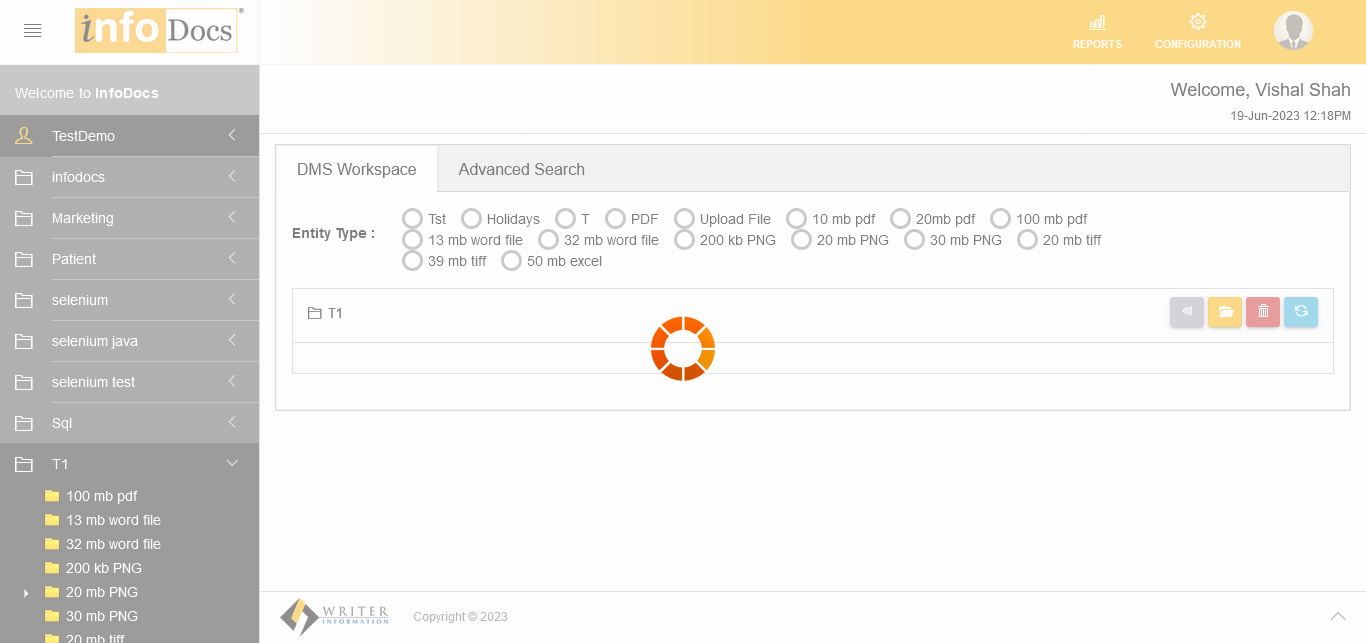 info Docs ®
REPORTS
CONFIGURATION
Welcome to InfoDocs
Welcome, Vishal Shah
19-Jun-2023 12:18PM
TestDemo
infodocs
Marketing
Patient
selenium
selenium java
selenium test
Sql
T1
100 mb pdf
13 mb word file
32 mb word file
200 kb PNG
20 mb PNG
30 mb PNG
20 mb tiff
DMS Workspace
Advanced Search
Entity Type :
Tst Holidays T PDF Upload File 10 mb pdf 20mb pdf 100 mb pdf
13 mb word file 32 mb word file 200 kb PNG 20 mb PNG 30 mb PNG 20 mb tiff
39 mb tiff 50 mb excel
T1
WRITER
INFORMATION
Copyright © 2023